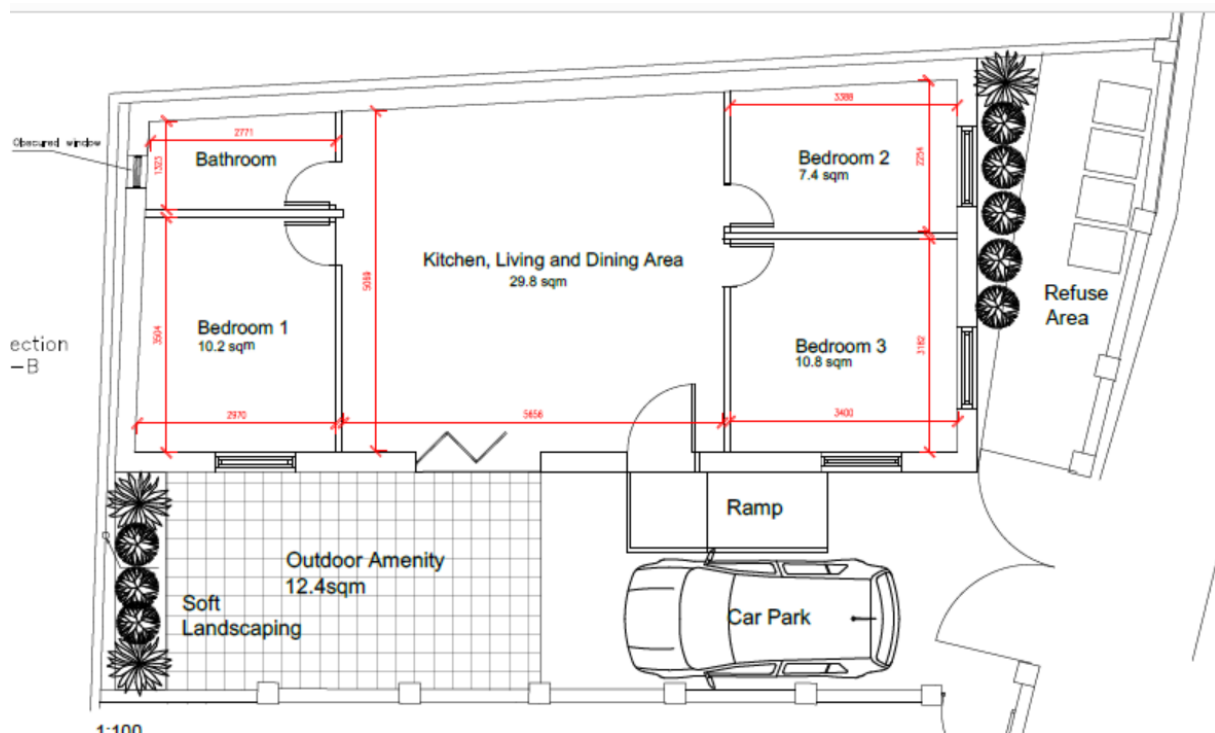 3388
2771
Obscured window
Bathroom
1323
Bedroom 2
7.4 sqm
2254
Kitchen, Living and Dining Area
29.8 sqm
5089
Refuse
Area
Bedroom 1
10.2 sqm
3504
ection
-B
Bedroom 3
10.8 sqm
3182
2970
5656
3400
Ramp
Outdoor Amenity
12.4sqm
Soft
Landscaping
Car Park
1:100